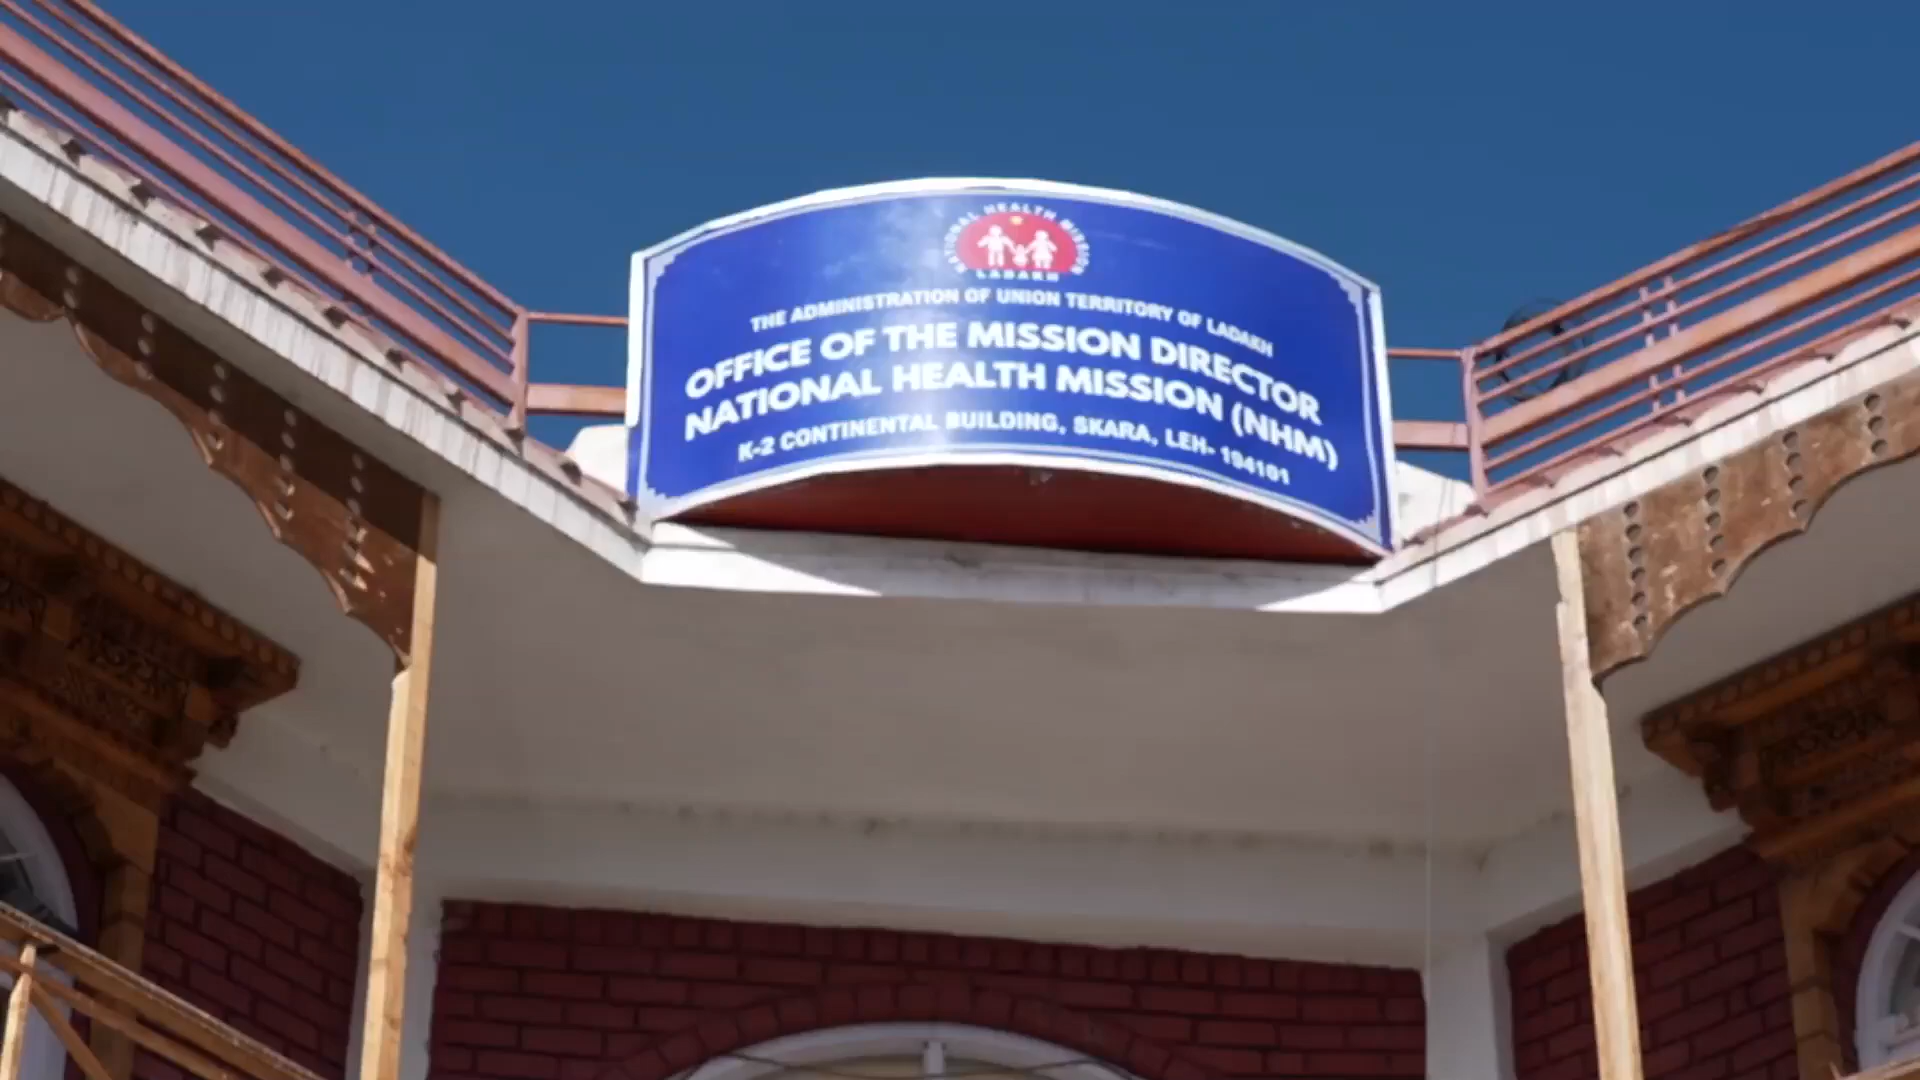 NATIONAL HEALTH MISSION
LADAKH
THE ADMINISTRATION OF UNION TERRITORY OF LADAKH
OFFICE OF THE MISSION DIRECTOR
NATIONAL HEALTH MISSION (NHM)
K-2 CONTINENTAL BUILDING, SKARA, LEH- 194101